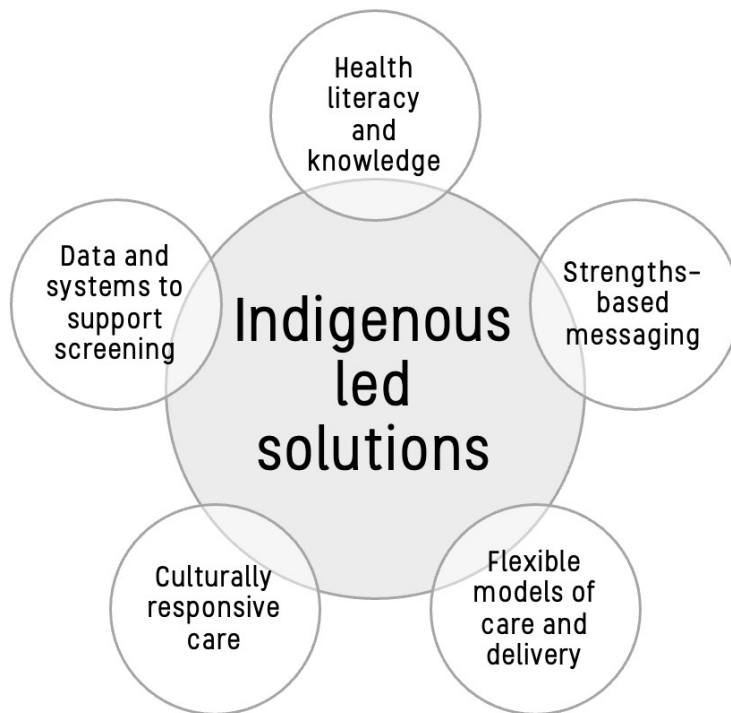 Health
literacy
and
knowledge
Strengths-
based
messaging
Flexible
models of
care and
delivery
Culturally
responsive
care
Data and
systems to
support
screening
Indigenous
led
solutions